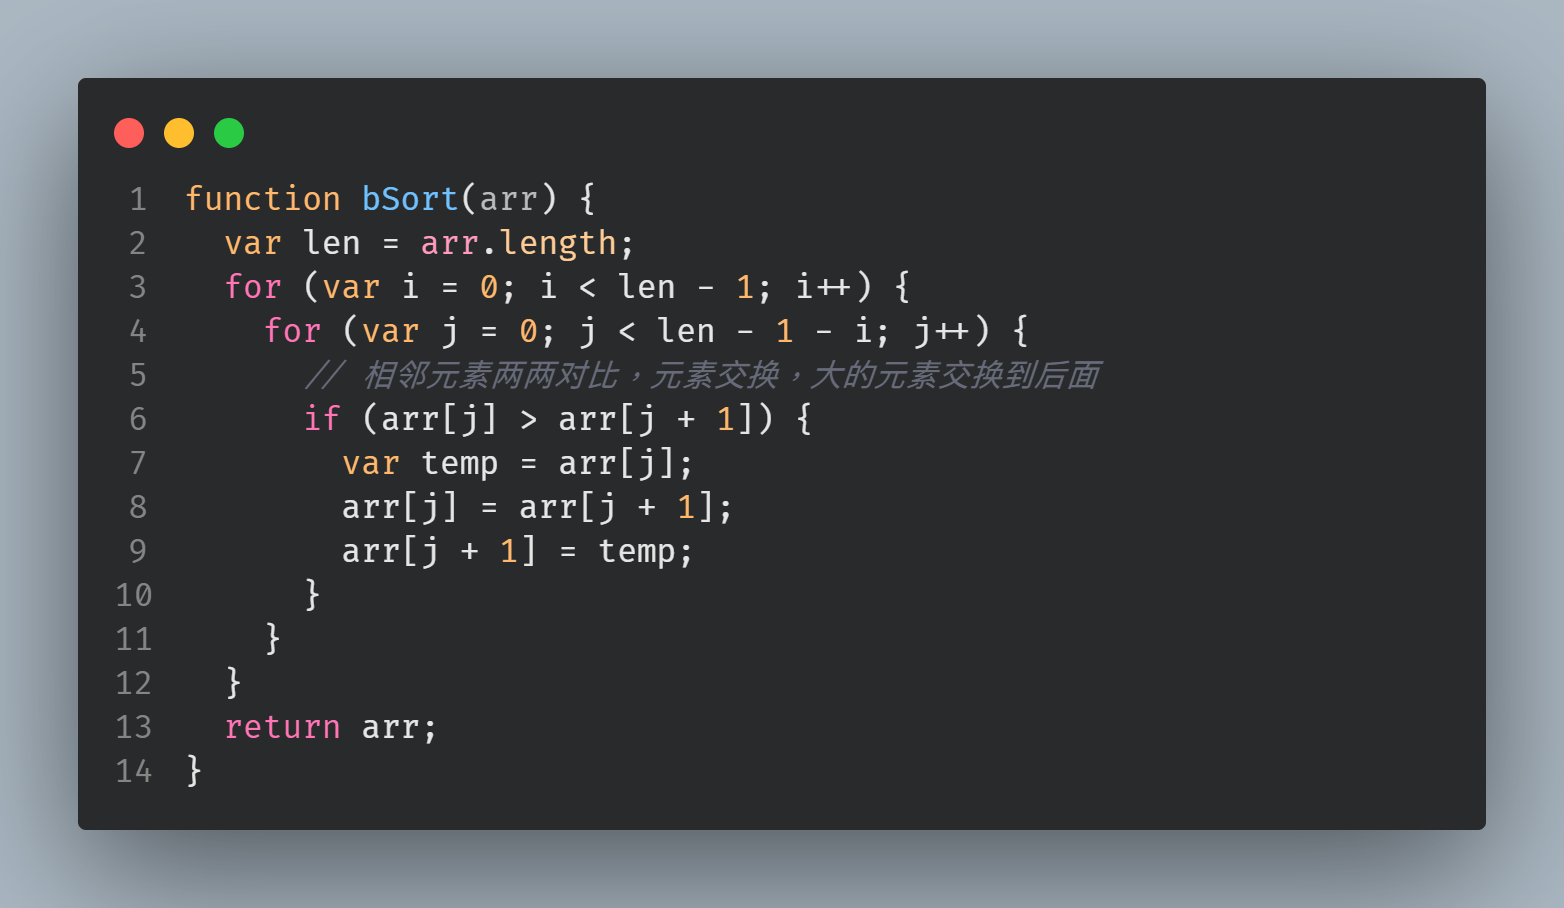 1 function bSort(arr) {
2   var len = arr.length;
3   for (var i = 0; i < len - 1; i++) {
4     for (var j = 0; j < len - 1 - i; j++) {
5       // 相邻元素两两对比，元素交换，大的元素交换到后面
6       if (arr[j] > arr[j + 1]) {
7         var temp = arr[j];
8         arr[j] = arr[j + 1];
9         arr[j + 1] = temp;
10       }
11     }
12   }
13   return arr;
14 }